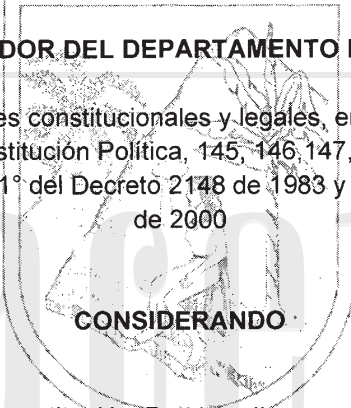 DOR DEL DEPARTAMENTO
es constitucionales y legales, e
stitución Política, 145, 146,147,
1° del Decreto 2148 de 1983 y
de 2000
CONSIDERANDO